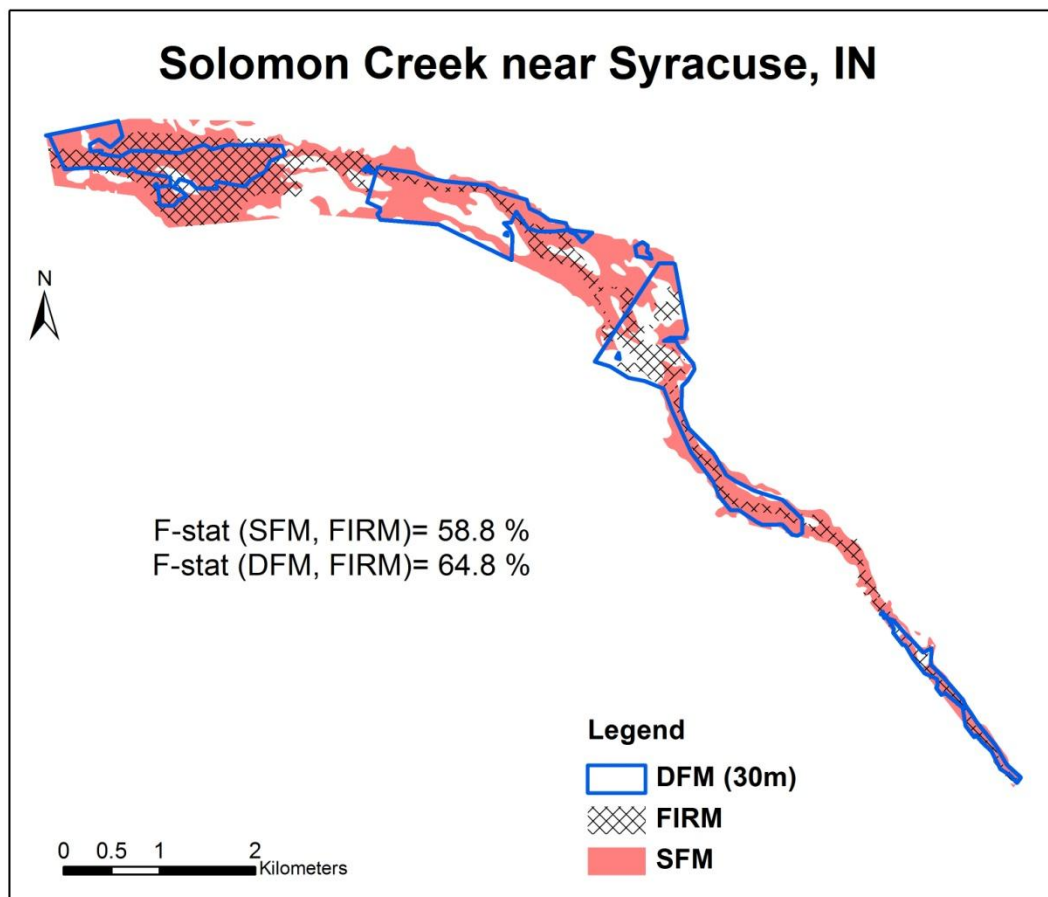 Solomon Creek near Syracuse, IN
N
F-stat (SFM, FIRM)= 58.8 %
F-stat (DFM, FIRM)= 64.8 %
Legend
DFM (30m)
FIRM
SFM
0 0.5 1 2
Kilometers